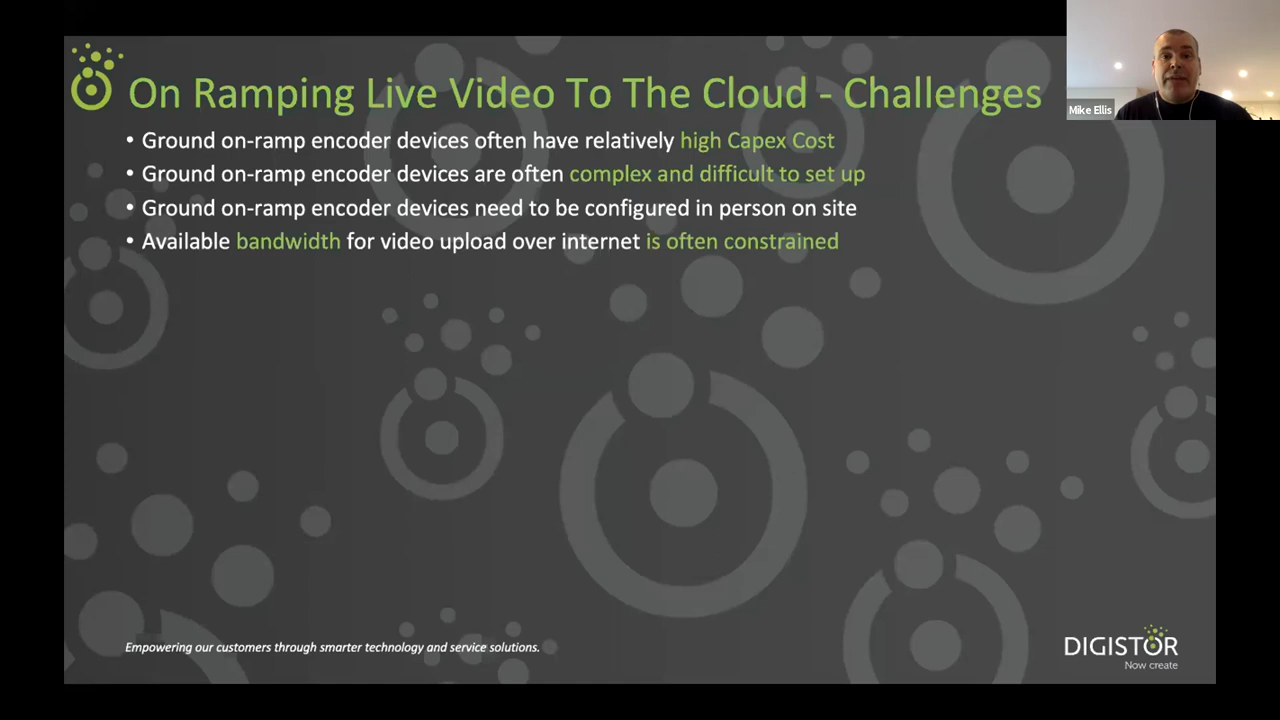 On Ramping Live Video To The Cloud - Challenges
• Ground on-ramp encoder devices often have relatively high Capex Cost
• Ground on-ramp encoder devices are often complex and difficult to set up
• Ground on-ramp encoder devices need to be configured in person on site
• Available bandwidth for video upload over internet is often constrained
Mike Ellis
Empowering our customers through smarter technology and service solutions.
DIGISTOR
Now create